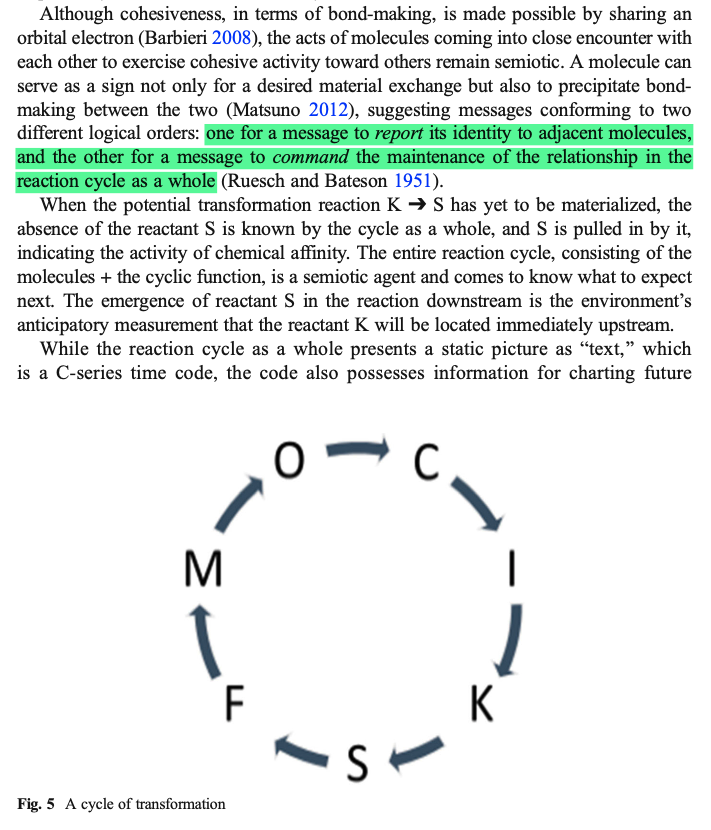 Although cohesiveness, in terms of bond-making, is made possible by sharing an
orbital electron (Barbieri 2008), the acts of molecules coming into close encounter with
each other to exercise cohesive activity toward others remain semiotic. A molecule can
serve as a sign not only for a desired material exchange but also to precipitate bond-
making between the two (Matsuno 2012), suggesting messages conforming to two
different logical orders: one for a message to report its identity to adjacent molecules,
and the other for a message to command the maintenance of the relationship in the
reaction cycle as a whole (Ruesch and Bateson 1951).
When the potential transformation reaction K ➔ S has yet to be materialized, the
absence of the reactant S is known by the cycle as a whole, and S is pulled in by it,
indicating the activity of chemical affinity. The entire reaction cycle, consisting of the
molecules + the cyclic function, is a semiotic agent and comes to know what to expect
next. The emergence of reactant S in the reaction downstream is the environment’s
anticipatory measurement that the reactant K will be located immediately upstream.
While the reaction cycle as a whole presents a static picture as “text,” which
is a C-series time code, the code also possesses information for charting future
O C
M I
F K
S
Fig. 5 A cycle of transformation